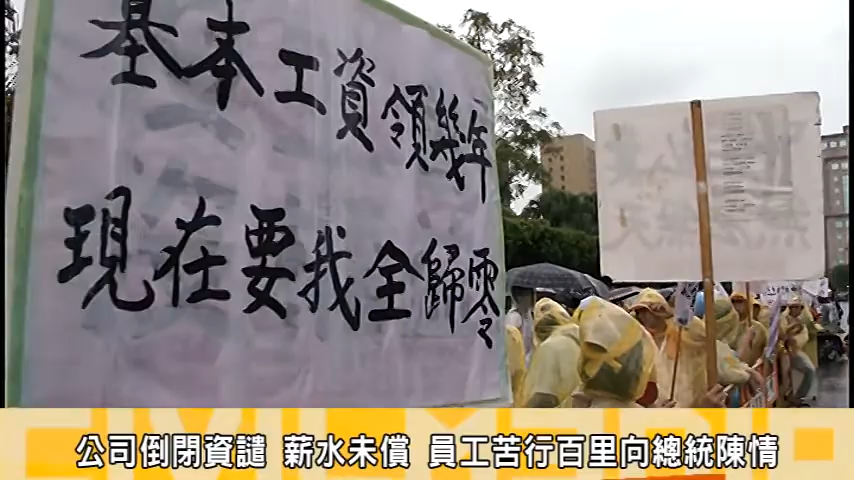 基本工資領幾年
現在要我全歸零
公司倒閉資譴 薪水未償 員工苦行百里向總統陳情